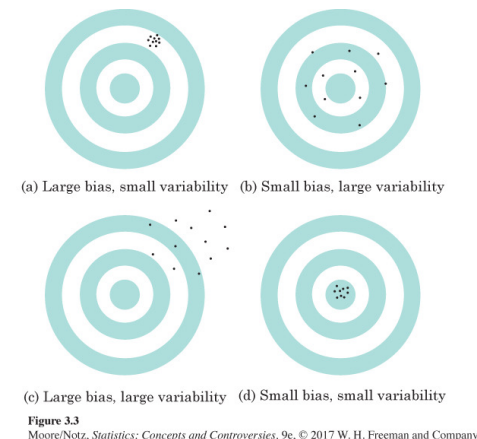 (a) Large bias, small variability (b) Small bias, large variability
(c) Large bias, large variability (d) Small bias, small variability
Figure 3.3
Moore/Notz, Statistics: Concepts and Controversies, 9e, © 2017 W. H. Freeman and Company